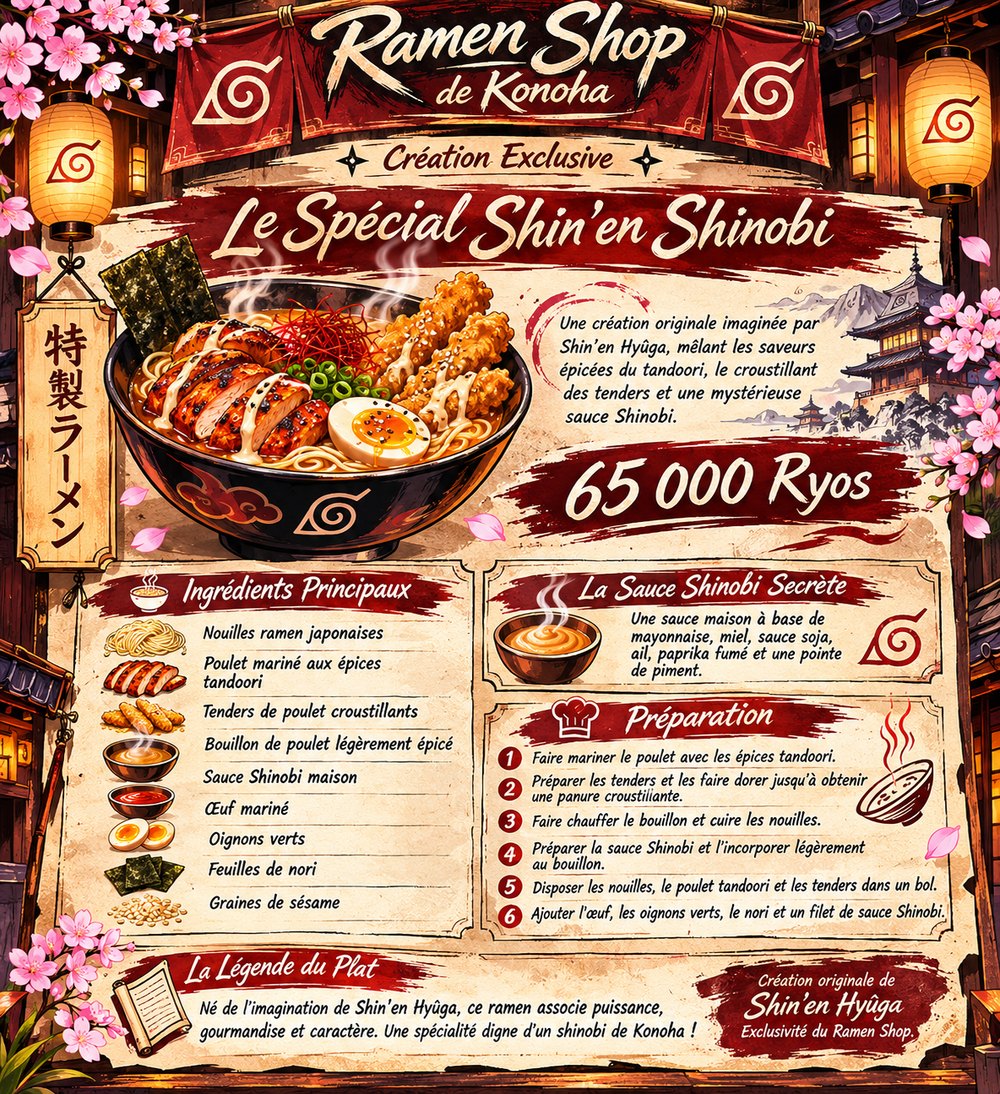 Ramen Shop
de Konoha
Création Exclusive
Le Spécial Shin'en Shinobi
特製ラーメン
Une création originale imaginée par
Shin'en Hyûga, mêlant les saveurs
épicées du tandoori, le croustillant
des tenders et une mystérieuse
sauce Shinobi.
65 000 Ryos
Ingrédients Principaux
Nouilles ramen japonaises
Poulet mariné aux épices
tandoori
Tenders de poulet croustillants
Bouillon de poulet légèrement épicé
Sauce Shinobi maison
Œuf mariné
Oignons verts
Feuilles de nori
Graines de sésame
La Sauce Shinobi Secrète
Une sauce maison à base de
mayonnaise, miel, sauce soja,
ail, paprika fumé et une pointe
de piment.
Préparation
1 Faire mariner le poulet avec les épices tandoori.
2 Préparer les tenders et les faire dorer jusqu'à obtenir
une panure croustillante.
3 Faire chauffer le bouillon et cuire les nouilles.
4 Préparer la sauce Shinobi et l'incorporer légèrement
au bouillon.
5 Disposer les nouilles, le poulet tandoori et les tenders dans un bol.
6 Ajouter l'œuf, les oignons verts, le nori et un filet de sauce Shinobi.
La Légende du Plat
Né de l'imagination de Shin'en Hyûga, ce ramen associe puissance,
gourmandise et caractère. Une spécialité digne d'un shinobi de Konoha !
Création originale de
Shin'en Hyûga
Exclusivité du Ramen Shop.